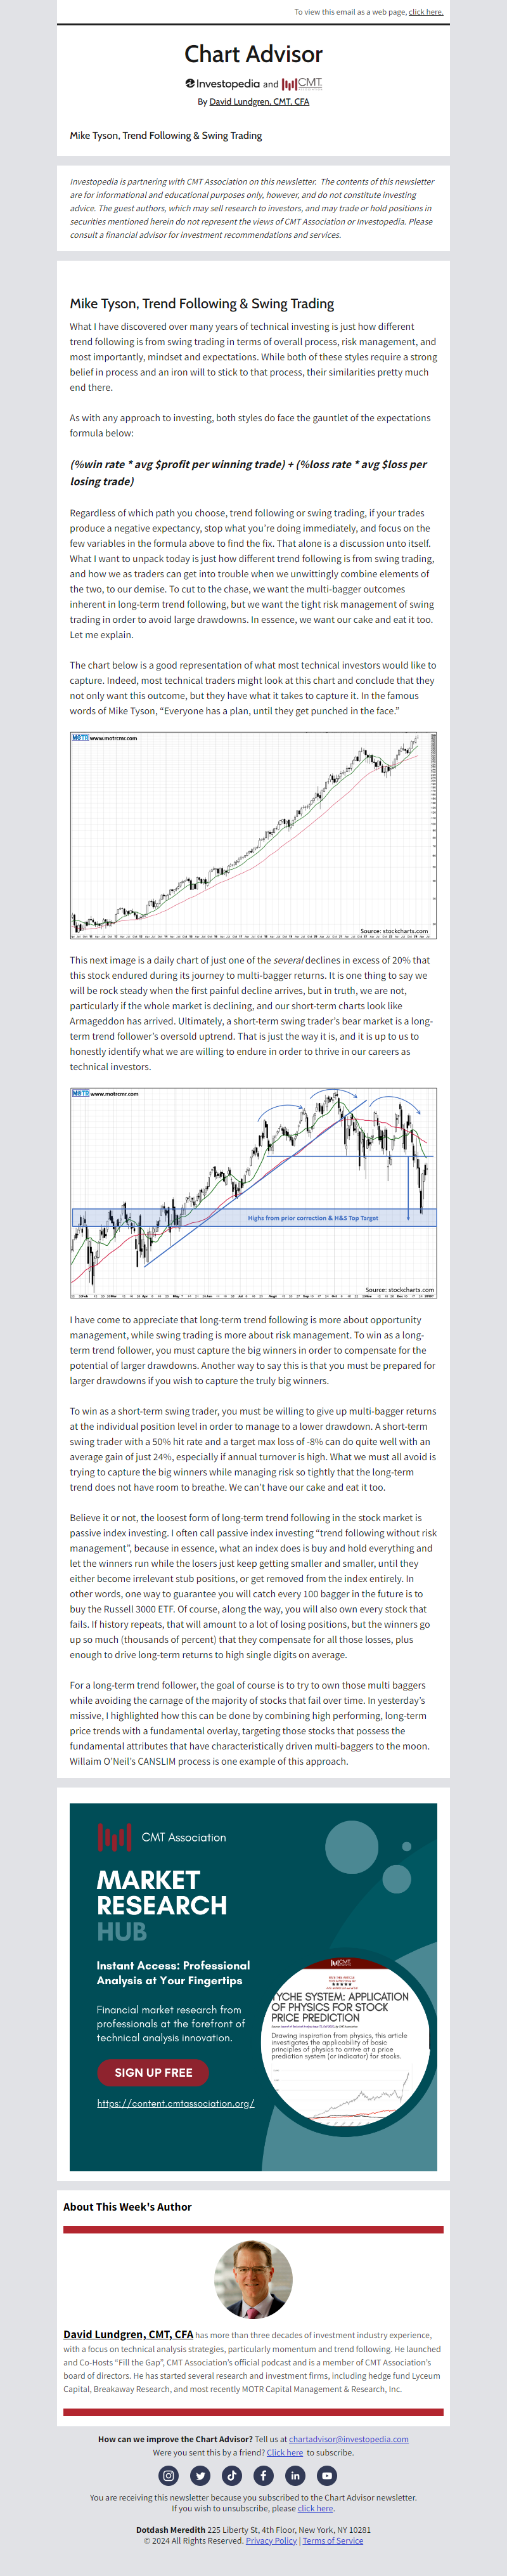 To view this email as a web page, click here.
Chart Advisor
Investopedia and CMT
By David Lundgren, CMT, CFA
Mike Tyson, Trend Following & Swing Trading
Investopedia is partnering with CMT Association on this newsletter. The contents of this newsletter
are for informational and educational purposes only, however, and do not constitute investing
advice. The guest authors, which may sell research to investors, and may trade or hold positions in
securities mentioned herein do not represent the views of CMT Association or Investopedia. Please
consult a financial advisor for investment recommendations and services.
Mike Tyson, Trend Following & Swing Trading
What I have discovered over many years of technical investing is just how different
trend following is from swing trading in terms of overall process, risk management, and
most importantly, mindset and expectations. While both of these styles require a strong
belief in process and an iron will to stick to that process, their similarities pretty much
end there.
As with any approach to investing, both styles do face the gauntlet of the expectations
formula below:
(%win rate * avg $profit per winning trade) + (%loss rate * avg $loss per
losing trade)
Regardless of which path you choose, trend following or swing trading, if your trades
produce a negative expectancy, stop what you're doing immediately, and focus on the
few variables in the formula above to find the fix. That alone is a discussion unto itself.
What I want to unpack today is just how different trend following is from swing trading,
and how we as traders can get into trouble when we unwittingly combine elements of
the two, to our demise. To cut to the chase, we want the multi-bagger outcomes
inherent in long-term trend following, but we want the tight risk management of swing
trading in order to avoid large drawdowns. In essence, we want our cake and eat it too.
Let me explain.
The chart below is a good representation of what most technical investors would like to
capture. Indeed, most technical traders might look at this chart and conclude that they
not only want this outcome, but they have what it takes to capture it. In the famous
words of Mike Tyson, “Everyone has a plan, until they get punched in the face.”
MOTR www.motrcmr.com
Source: stockcharts.com
This next image is a daily chart of just one of the several declines in excess of 20% that
this stock endured during its journey to multi-bagger returns. It is one thing to say we
will be rock steady when the first painful decline arrives, but in truth, we are not,
particularly if the whole market is declining, and our short-term charts look like
Armageddon has arrived. Ultimately, a short-term swing trader's bear market is a long-
term trend follower's oversold uptrend. That is just the way it is, and it is up to us to
honestly identify what we are willing to endure in order to thrive in our careers as
technical investors.
MOTR www.motrcmr.com
Highs from prior correction & H&S Top Target
Source: stockcharts.com
I have come to appreciate that long-term trend following is more about opportunity
management, while swing trading is more about risk management. To win as a long-
term trend follower, you must capture the big winners in order to compensate for the
potential of larger drawdowns. Another way to say this is that you must be prepared for
larger drawdowns if you wish to capture the truly big winners.
To win as a short-term swing trader, you must be willing to give up multi-bagger returns
at the individual position level in order to manage to a lower drawdown. A short-term
swing trader with a 50% hit rate and a target max loss of -8% can do quite well with an
average gain of just 24%, especially if annual turnover is high. What we must all avoid is
trying to capture the big winners while managing risk so tightly that the long-term
trend does not have room to breathe. We can't have our cake and eat it too.
Believe it or not, the loosest form of long-term trend following in the stock market is
passive index investing. I often call passive index investing “trend following without risk
management”, because in essence, what an index does is buy and hold everything and
let the winners run while the losers just keep getting smaller and smaller, until they
either become irrelevant stub positions, or get removed from the index entirely. In
other words, one way to guarantee you will catch every 100 bagger in the future is to
buy the Russell 3000 ETF. Of course, along the way, you will also own every stock that
fails. If history repeats, that will amount to a lot of losing positions, but the winners go
up so much (thousands of percent) that they compensate for all those losses, plus
enough to drive long-term returns to high single digits on average.
For a long-term trend follower, the goal of course is to try to own those multi baggers
while avoiding the carnage of the majority of stocks that fail over time. In yesterday's
missive, I highlighted how this can be done by combining high performing, long-term
price trends with a fundamental overlay, targeting those stocks that possess the
fundamental attributes that have characteristically driven multi-baggers to the moon.
Willaim O'Neil's CANSLIM process is one example of this approach.
CMT Association
MARKET
RESEARCH
HUB
Instant Access: Professional
Analysis at Your Fingertips
Financial market research from
professionals at the forefront of
technical analysis innovation.
SIGN UP FREE
https://content.cmtassociation.org/
TYCHE SYSTEM: APPLICATION
OF PHYSICS FOR STOCK
PRICE PREDICTION
Drawing inspiration from physics, this article
investigates the applicability of basic
principles of physics to arrive at a price
prediction system (or indicator) for stocks.
About This Week's Author
David Lundgren, CMT, CFA has more than three decades of investment industry experience,
with a focus on technical analysis strategies, particularly momentum and trend following. He launched
and Co-Hosts "Fill the Gap", CMT Association's official podcast and is a member of CMT Association's
board of directors. He has started several research and investment firms, including hedge fund Lyceum
Capital, Breakaway Research, and most recently MOTR Capital Management & Research, Inc.
How can we improve the Chart Advisor? Tell us at chartadvisor@investopedia.com
Were you sent this by a friend? Click here to subscribe.
You are receiving this newsletter because you subscribed to the Chart Advisor newsletter.
If you wish to unsubscribe, please click here.
Dotdash Meredith 225 Liberty St, 4th Floor, New York, NY 10281
© 2024 All Rights Reserved. Privacy Policy | Terms of Service